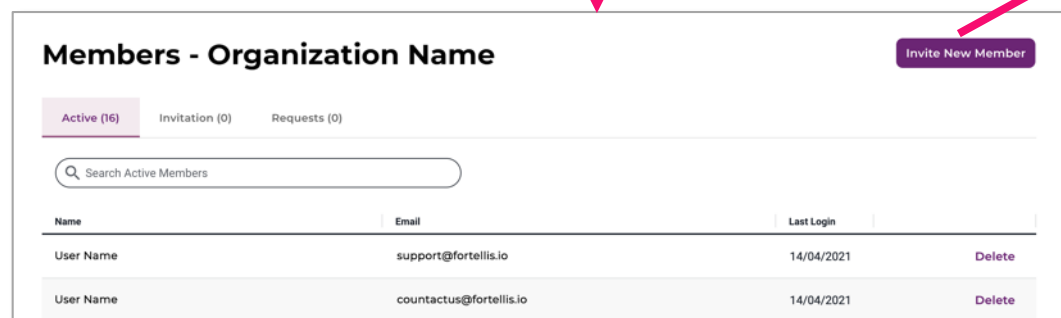 Members - Organization Name
Invite New Member
Active (16) Invitation (0) Requests (0)
Search Active Members
Name Email Last Login
User Name support@fortellis.io 14/04/2021 Delete
User Name countactus@fortellis.io 14/04/2021 Delete